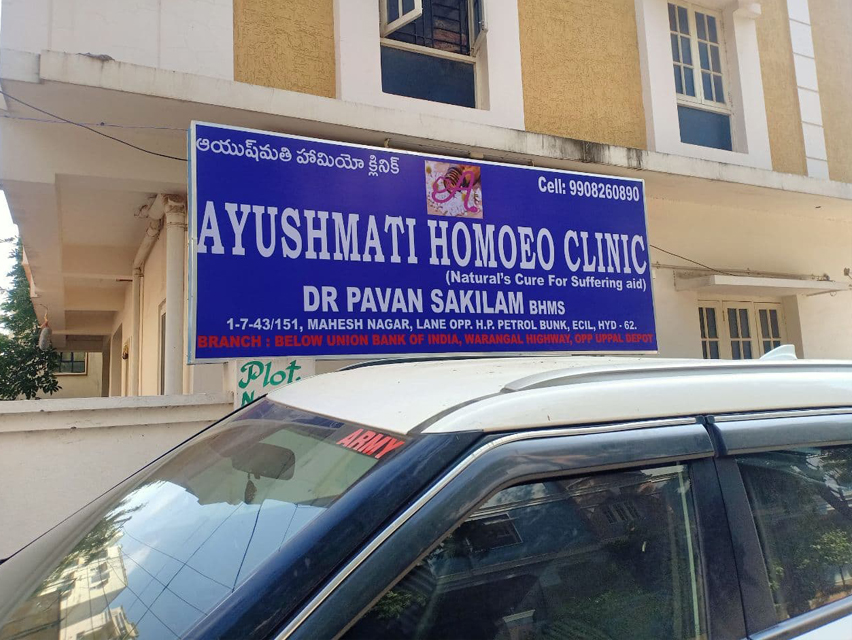 ఆయుష్‌మతి హామియో క్లినిక్
Cell: 9908260890
AYUSHMATI HOMOEO CLINIC
(Natural's Cure For Suffering aid)
DR PAVAN SAKILAM BHMS
1-7-43/151, MAHESH NAGAR, LANE OPP. H.P. PETROL BUNK, ECIL, HYD - 62.
BRANCH : BELOW UNION BANK OF INDIA, WARANGAL HIGHWAY, OPP UPPAL DEPOT
Plot.
ARMY